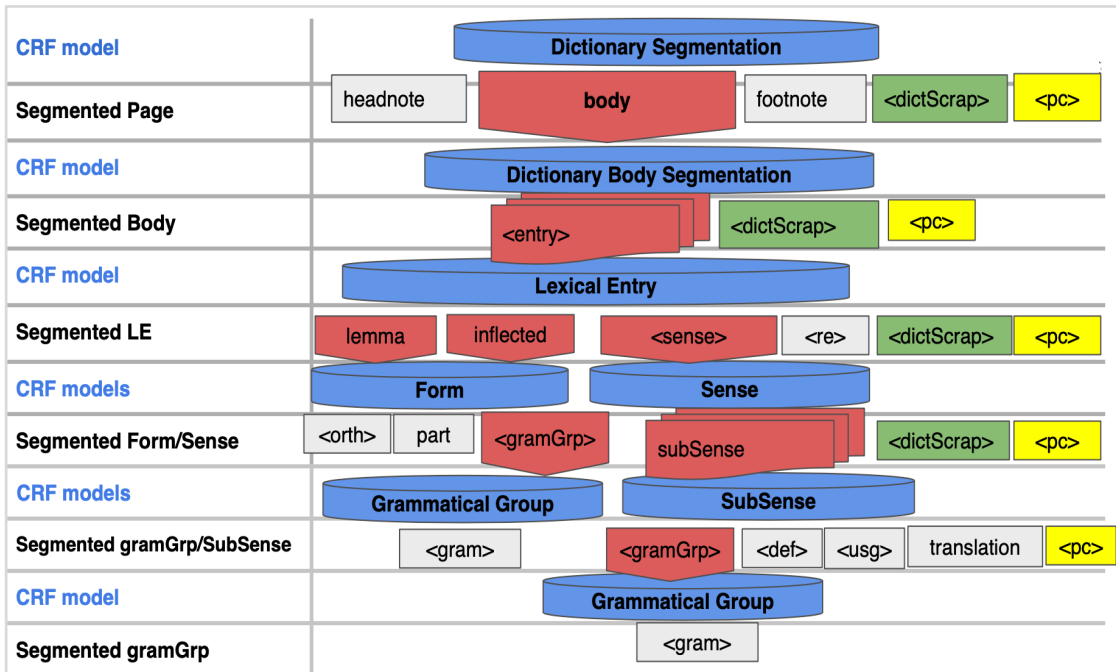 CRF model
Dictionary Segmentation
Segmented Page
headnote
body
footnote
<dictScrap>
<pc>
CRF model
Dictionary Body Segmentation
Segmented Body
<entry>
<dictScrap>
<pc>
CRF model
Lexical Entry
Segmented LE
lemma
inflected
<sense>
<re>
<dictScrap>
<pc>
CRF models
Form
Sense
Segmented Form/Sense
<orth>
part
<gramGrp>
subSense
<dictScrap>
<pc>
CRF models
Grammatical Group
SubSense
Segmented gramGrp/SubSense
<gram>
<gramGrp>
<def>
<usg>
translation
<pc>
CRF model
Grammatical Group
Segmented gramGrp
<gram>